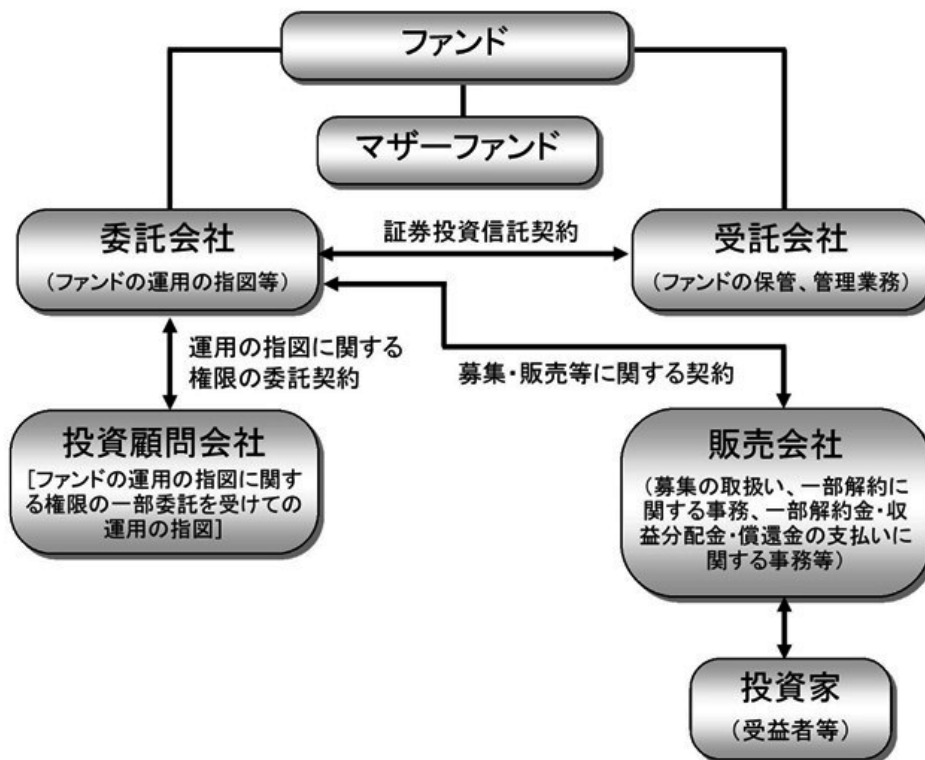 ファンド
マザーファンド
委託会社
（ファンドの運用の指図等）
証券投資信託契約
受託会社
（ファンドの保管、管理業務）
運用の指図に関する
権限の委託契約
募集・販売等に関する契約
投資顧問会社
［ファンドの運用の指図に関す
る権限の一部委託を受けての
運用の指図］
販売会社
（募集の取扱い、一部解約に
関する事務、一部解約金・収
益分配金・償還金の支払いに
関する事務等）
投資家
（受益者等）